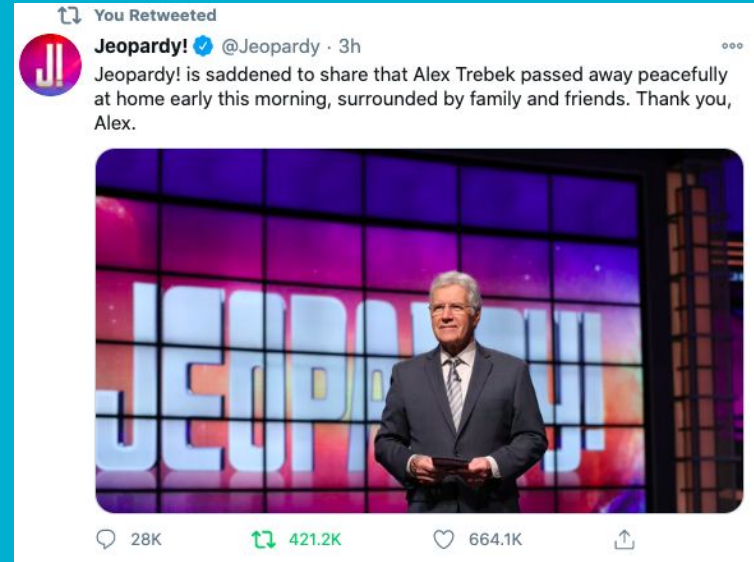 You Retweeted
Jeopardy! @Jeopardy · 3h
J!
Jeopardy! is saddened to share that Alex Trebek passed away peacefully
at home early this morning, surrounded by family and friends. Thank you,
Alex.
JEOPARDY!
28K 421.2K 664.1K